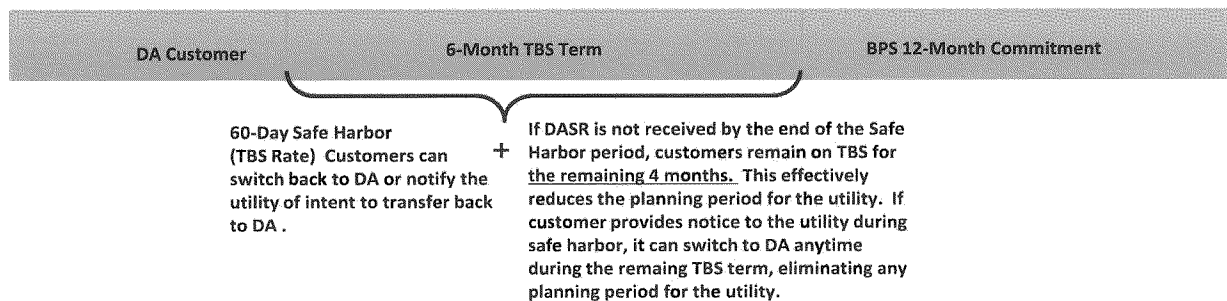 DA Customer
6-Month TBS Term
BPS 12-Month Commitment
60-Day Safe Harbor
(TBS Rate) Customers can
switch back to DA or notify the
utility of intent to transfer back
to DA .
+
If DASR is not received by the end of the Safe
Harbor period, customers remain on TBS for
the remaining 4 months. This effectively
reduces the planning period for the utility. If
customer provides notice to the utility during
safe harbor, it can switch to DA anytime
during the remaing TBS term, eliminating any
planning period for the utility.